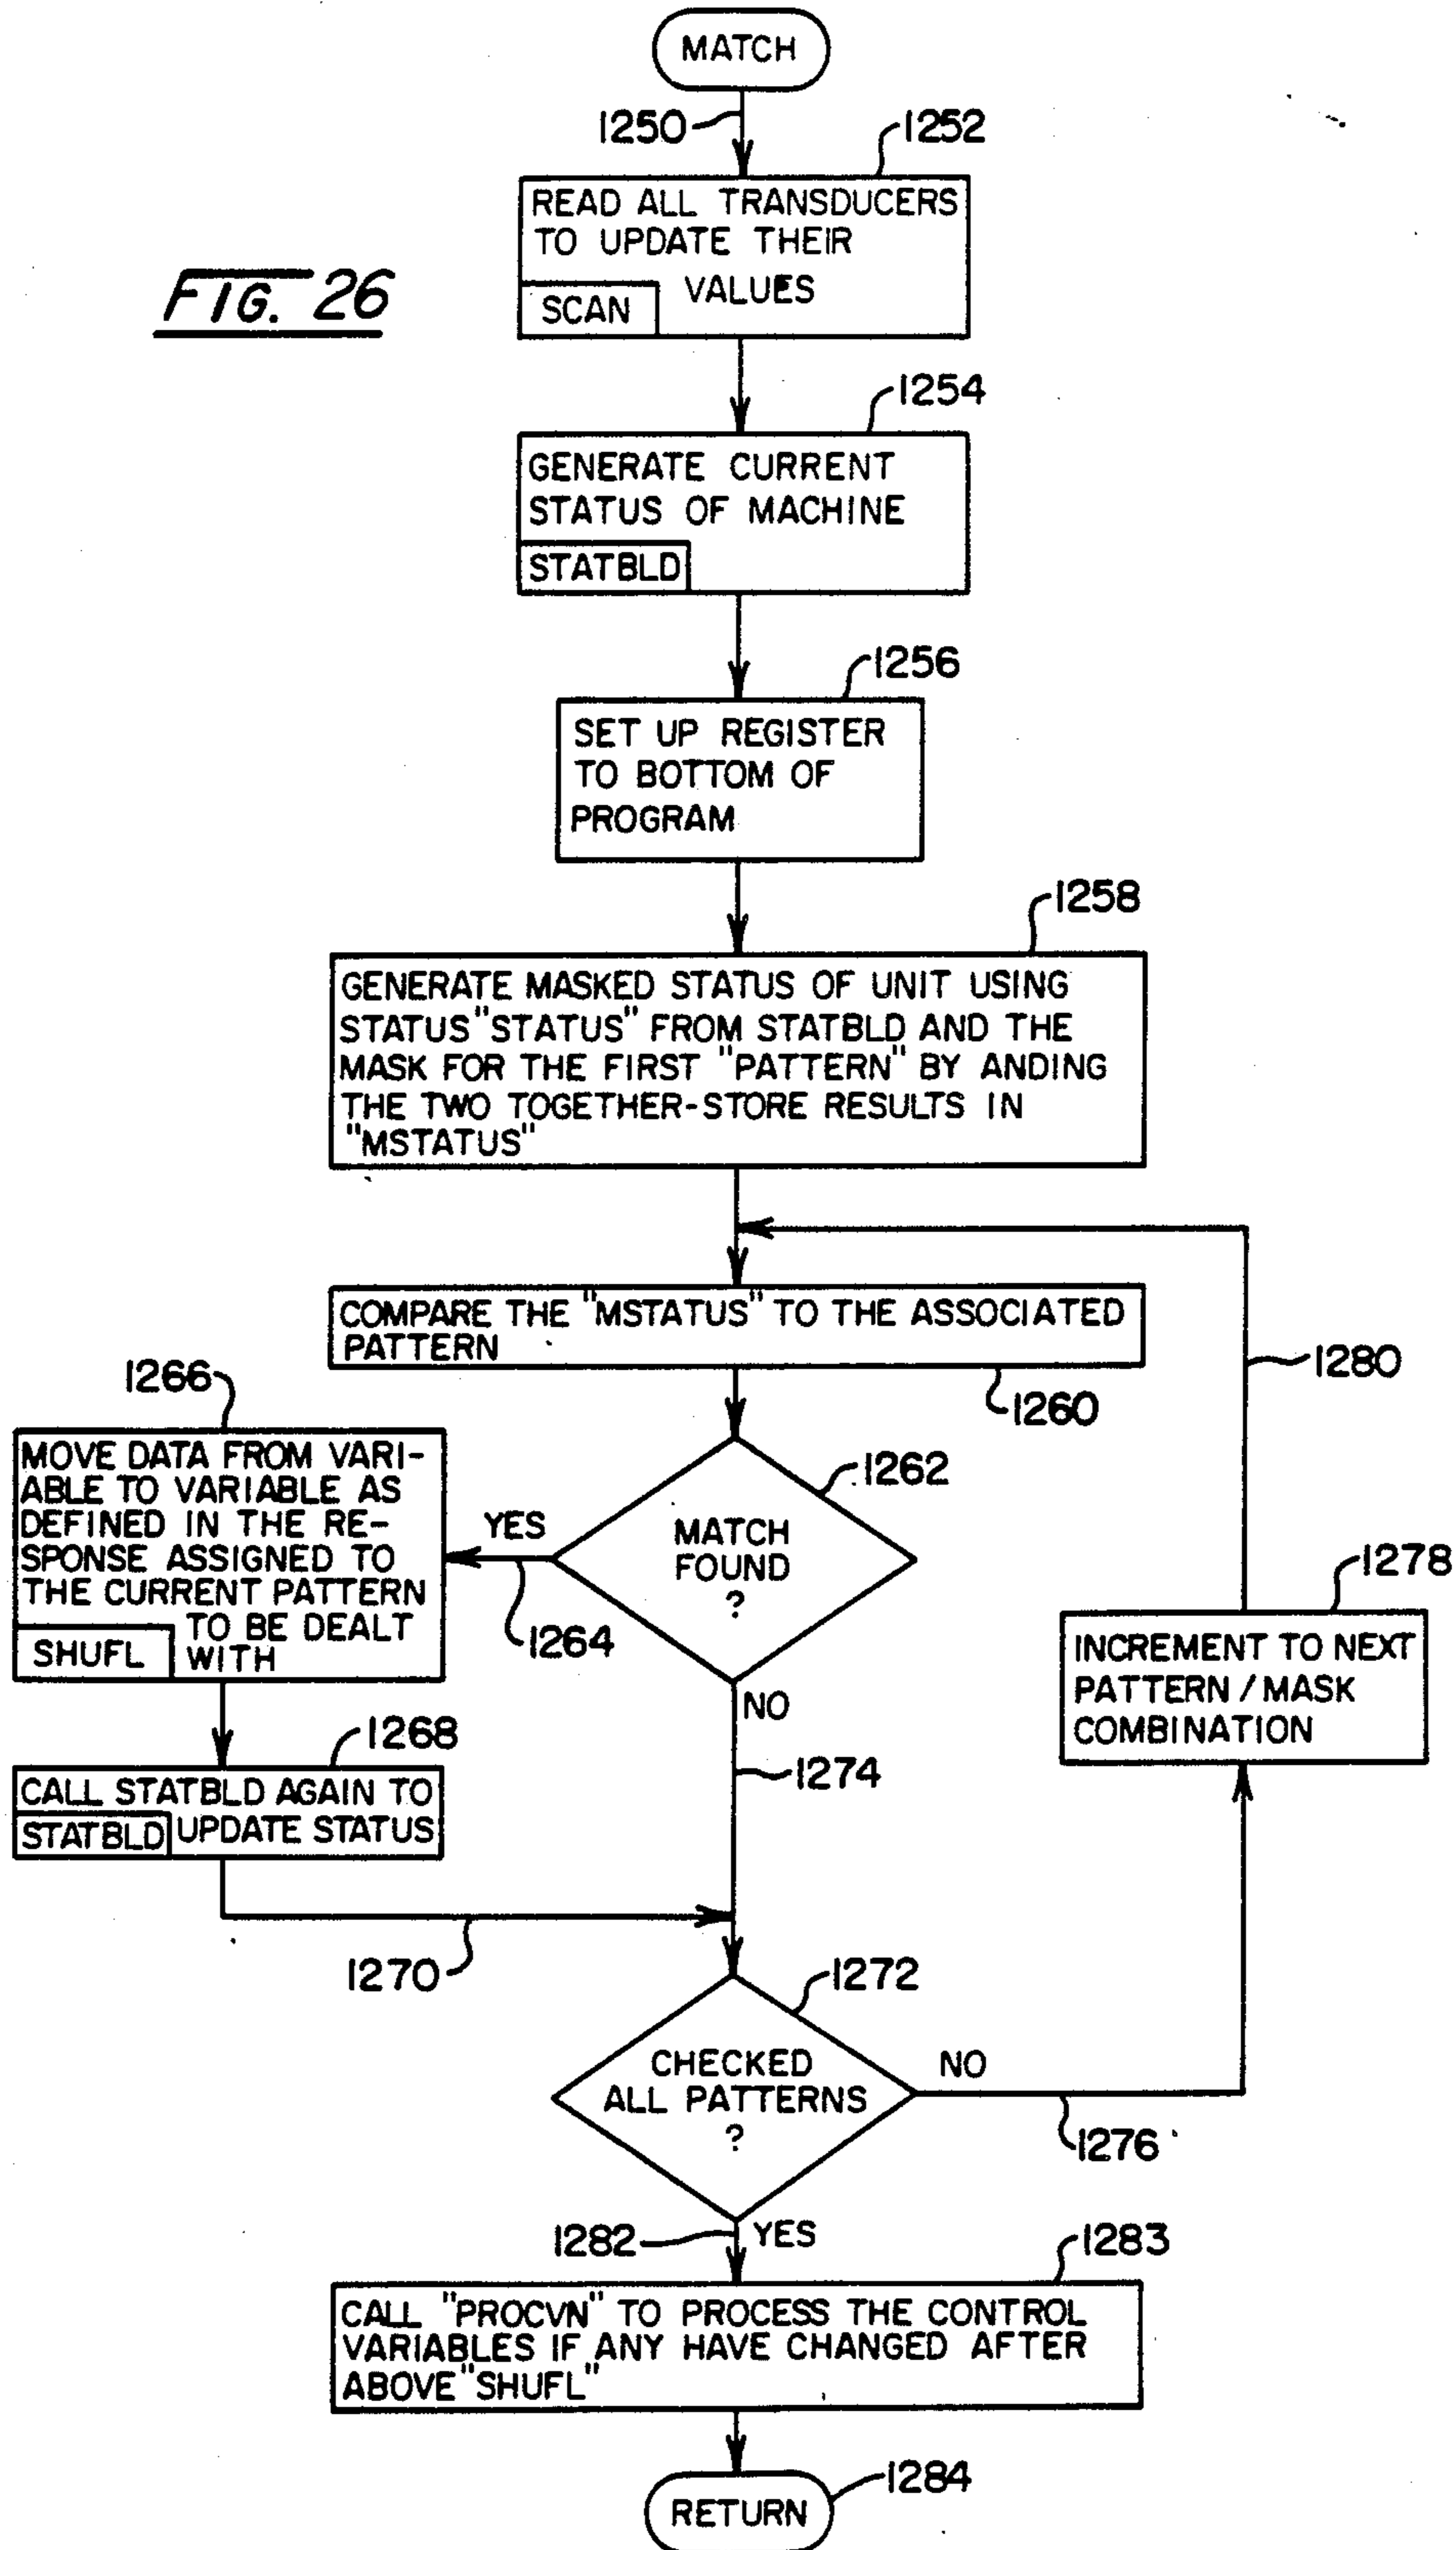 MATCH
1250
1252
READ ALL TRANSDUCERS
TO UPDATE THEIR
VALUES
SCAN
FIG. 26
1254
GENERATE CURRENT
STATUS OF MACHINE
STATBLD
1256
SET UP REGISTER
TO BOTTOM OF
PROGRAM
1258
GENERATE MASKED STATUS OF UNIT USING
STATUS"STATUS" FROM STATBLD AND THE
MASK FOR THE FIRST "PATTERN" BY ANDING
THE TWO TOGETHER-STORE RESULTS IN
"MSTATUS"
COMPARE THE "MSTATUS" TO THE ASSOCIATED
PATTERN
1260
1280
1266
MOVE DATA FROM VARI-
ABLE TO VARIABLE AS
DEFINED IN THE RE-
SPONSE ASSIGNED TO
THE CURRENT PATTERN
TO BE DEALT
WITH
SHUFL
YES
1264
1262
MATCH
FOUND
?
NO
1274
1278
INCREMENT TO NEXT
PATTERN / MASK
COMBINATION
1268
CALL STATBLD AGAIN TO
STATBLD UPDATE STATUS
1270
1272
CHECKED
ALL PATTERNS
?
NO
1276
1282
YES
1283
CALL "PROCVN" TO PROCESS THE CONTROL
VARIABLES IF ANY HAVE CHANGED AFTER
ABOVE "SHUFL"
1284
RETURN